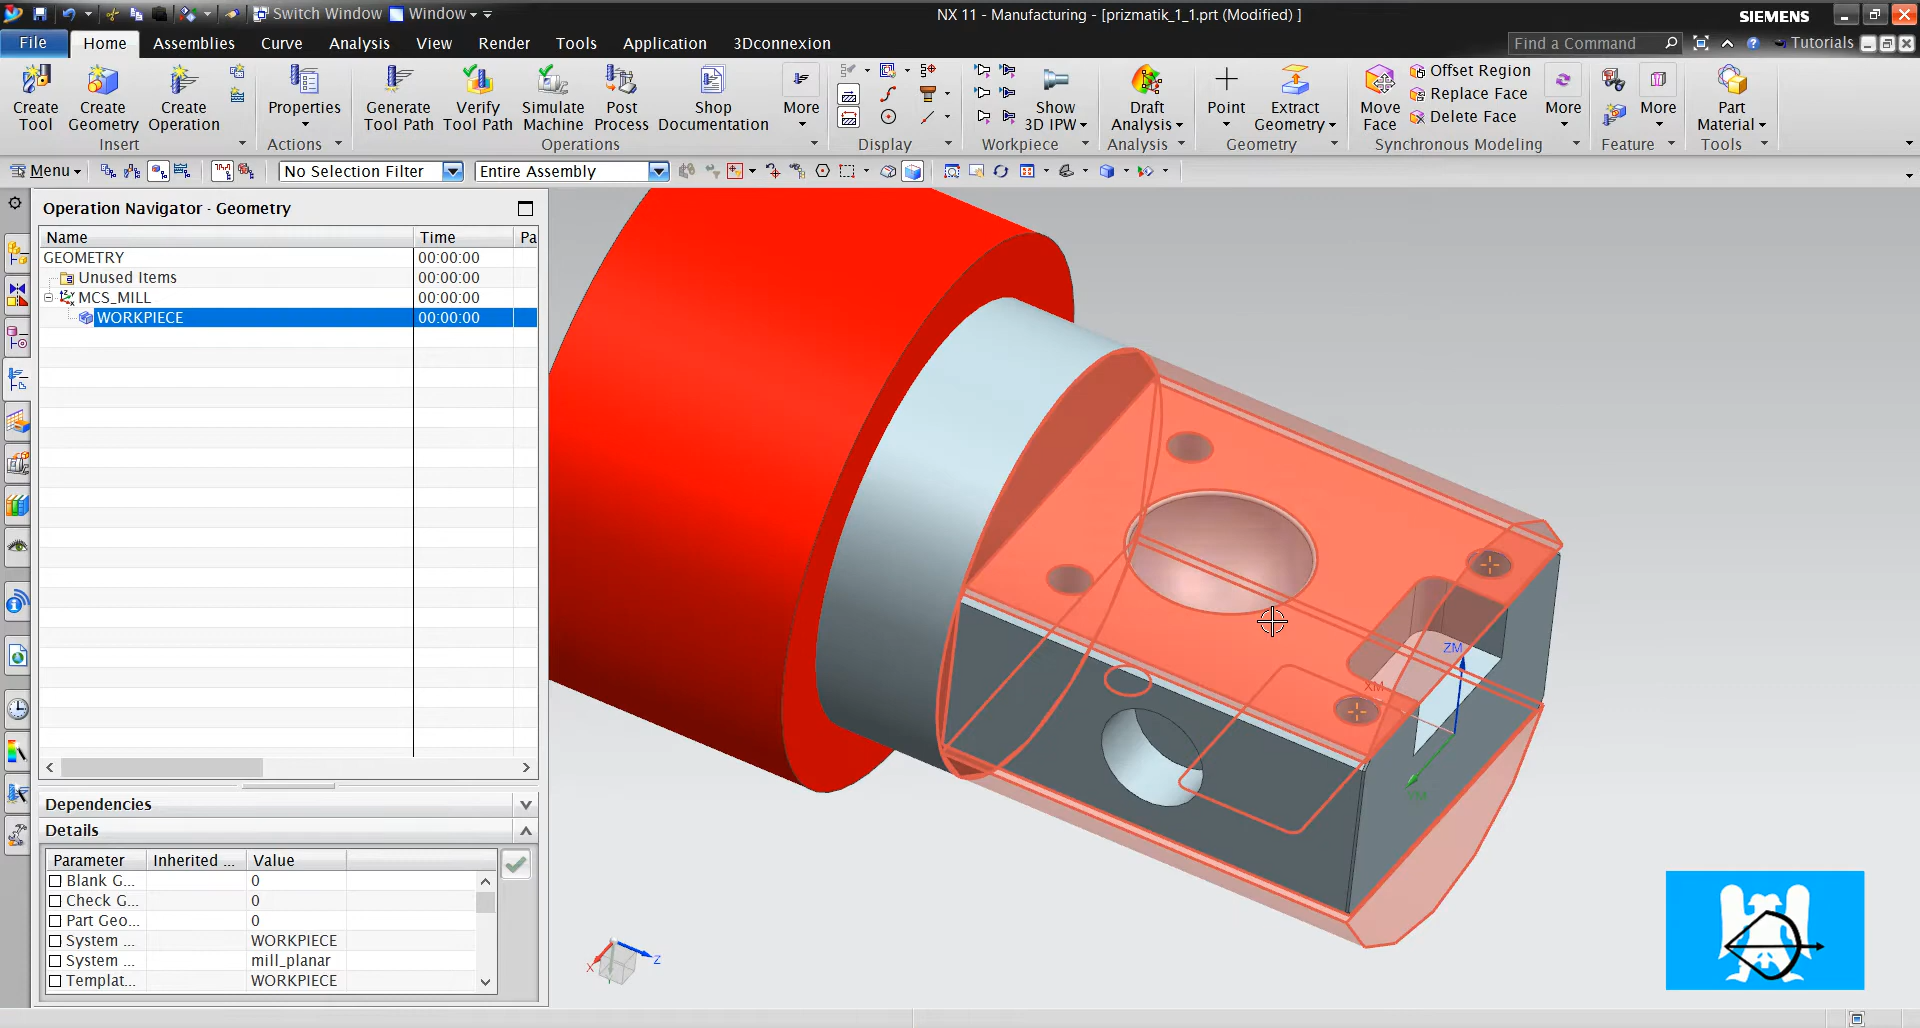 Switch Window Window NX 11 - Manufacturing - [prizmatik_1_1.prt (Modified) ] SIEMENS
File Home Assemblies Curve Analysis View Render Tools Application 3Dconnexion Find a Command Tutorials
Create Tool
Create Geometry
Create Operation
Insert
Properties
Actions
Generate Tool Path
Verify Tool Path
Simulate Machine
Post Process
Shop Documentation
More
Operations
Display
Show 3D IPW
Workpiece
Draft Analysis
Analysis
Point
Extract Geometry
Geometry
Move Face
Offset Region
Replace Face
Delete Face
More
Synchronous Modeling
More
Feature
Part Material
Tools
Menu No Selection Filter Entire Assembly
Operation Navigator - Geometry
Name Time Pa
GEOMETRY 00:00:00
Unused Items 00:00:00
MCS_MILL 00:00:00
WORKPIECE 00:00:00
Dependencies
Details
Parameter Inherited ... Value
Blank G... 0
Check G... 0
Part Geo... 0
System ... WORKPIECE
System ... mill_planar
Templat... WORKPIECE
ZM
XM
YM
X
Z